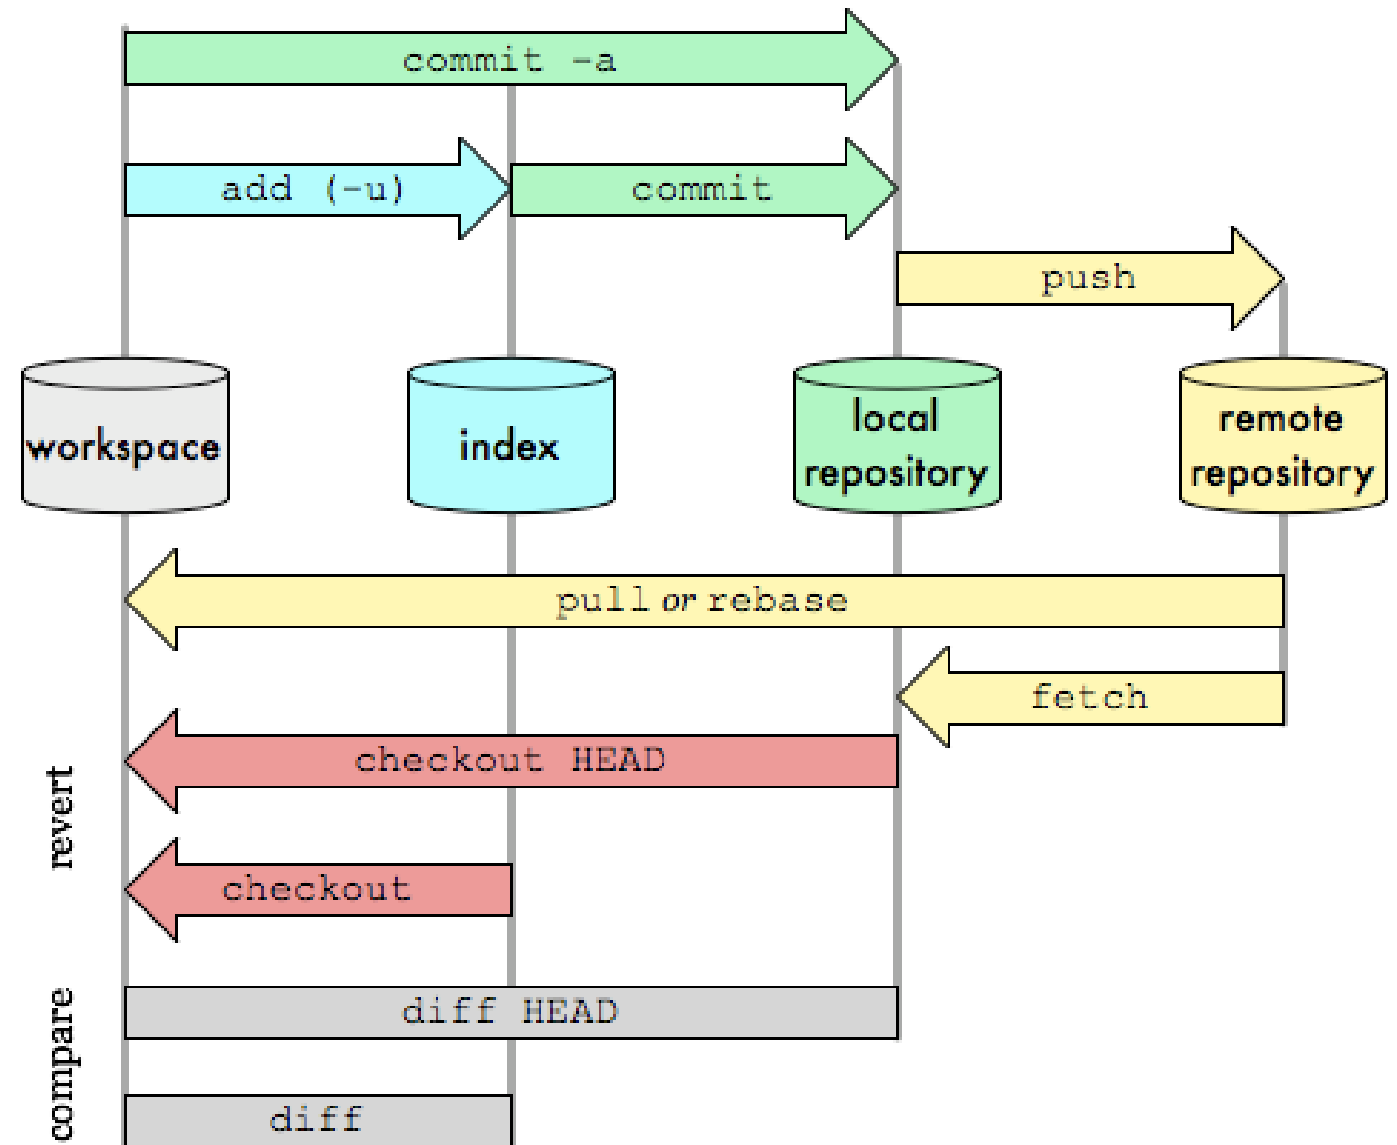 commit -a
add (-u)
commit
push
workspace
index
local
repository
remote
repository
pull or rebase
fetch
revert
checkout HEAD
checkout
compare
diff HEAD
diff